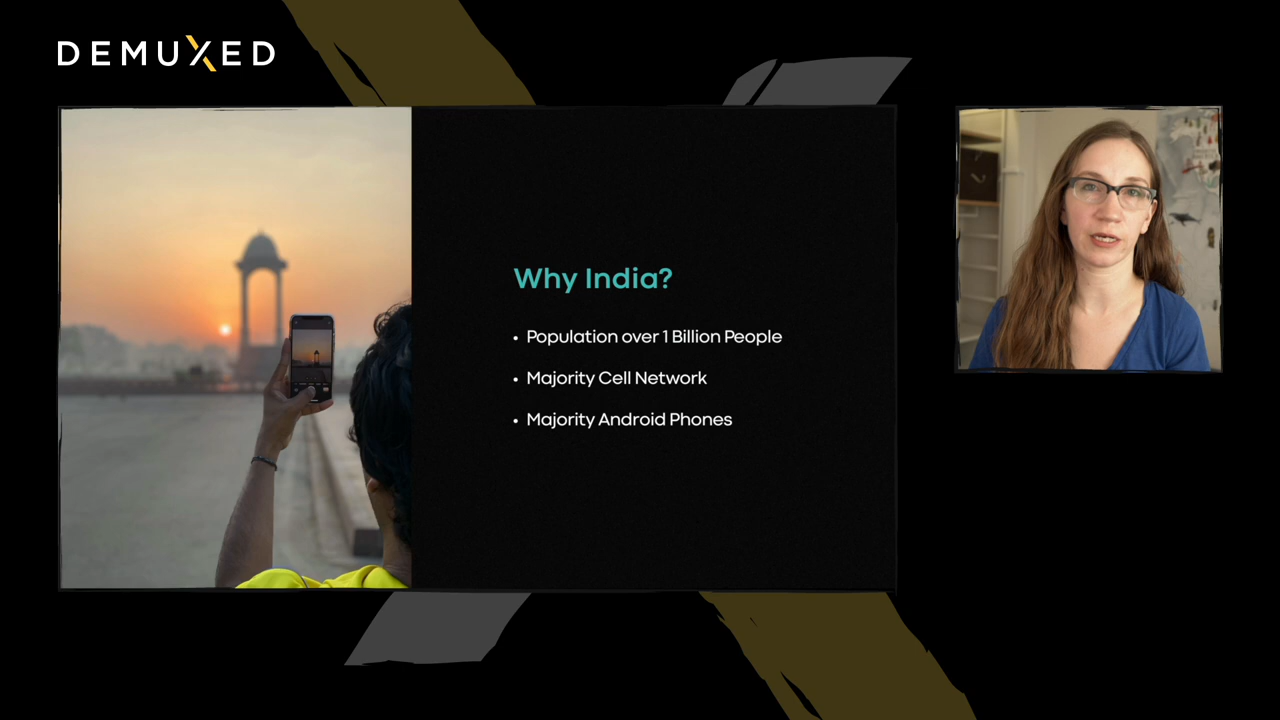 DEMUXED
Why India?
• Population over 1 Billion People
• Majority Cell Network
• Majority Android Phones